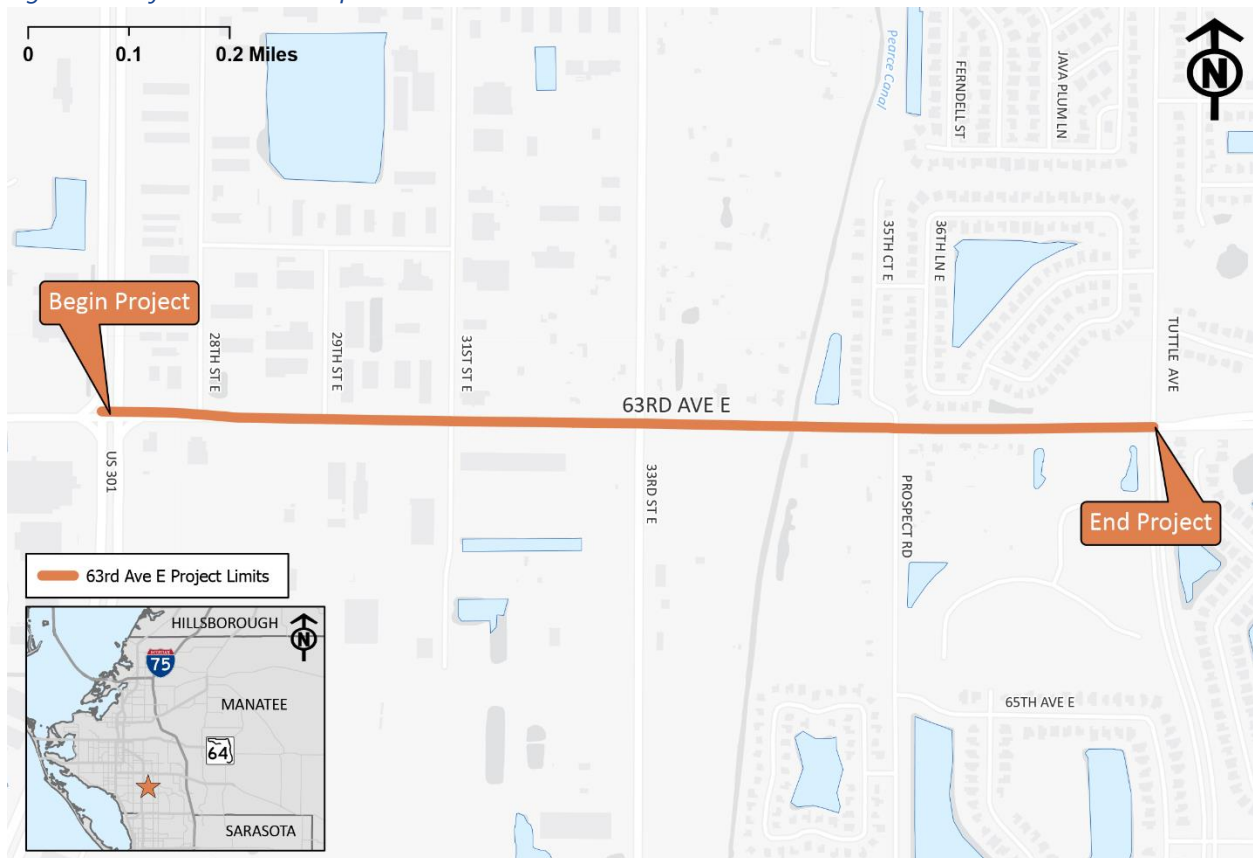 0 0.1 0.2 Miles
N
Pearce Canal
FERNDELL ST
JAVA PLUM LN
35TH CT E
36TH LN E
TUTTLE AVE
Begin Project
28TH ST E
29TH ST E
31ST ST E
63RD AVE E
US 301
33RD ST E
PROSPECT RD
End Project
63rd Ave E Project Limits
65TH AVE E
HILLSBOROUGH
N
75
MANATEE
64
SARASOTA